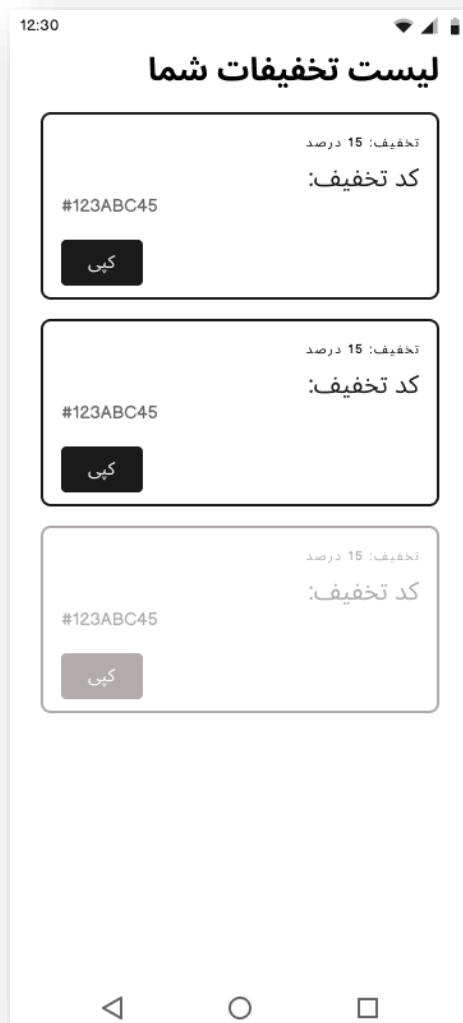 12:30
لیست تخفیفات شما
تخفیف: 15 درصد
کد تخفیف:
#123ABC45
کپی
تخفیف: 15 درصد
کد تخفیف:
#123ABC45
کپی
تخفیف: 15 درصد
کد تخفیف:
#123ABC45
کپی